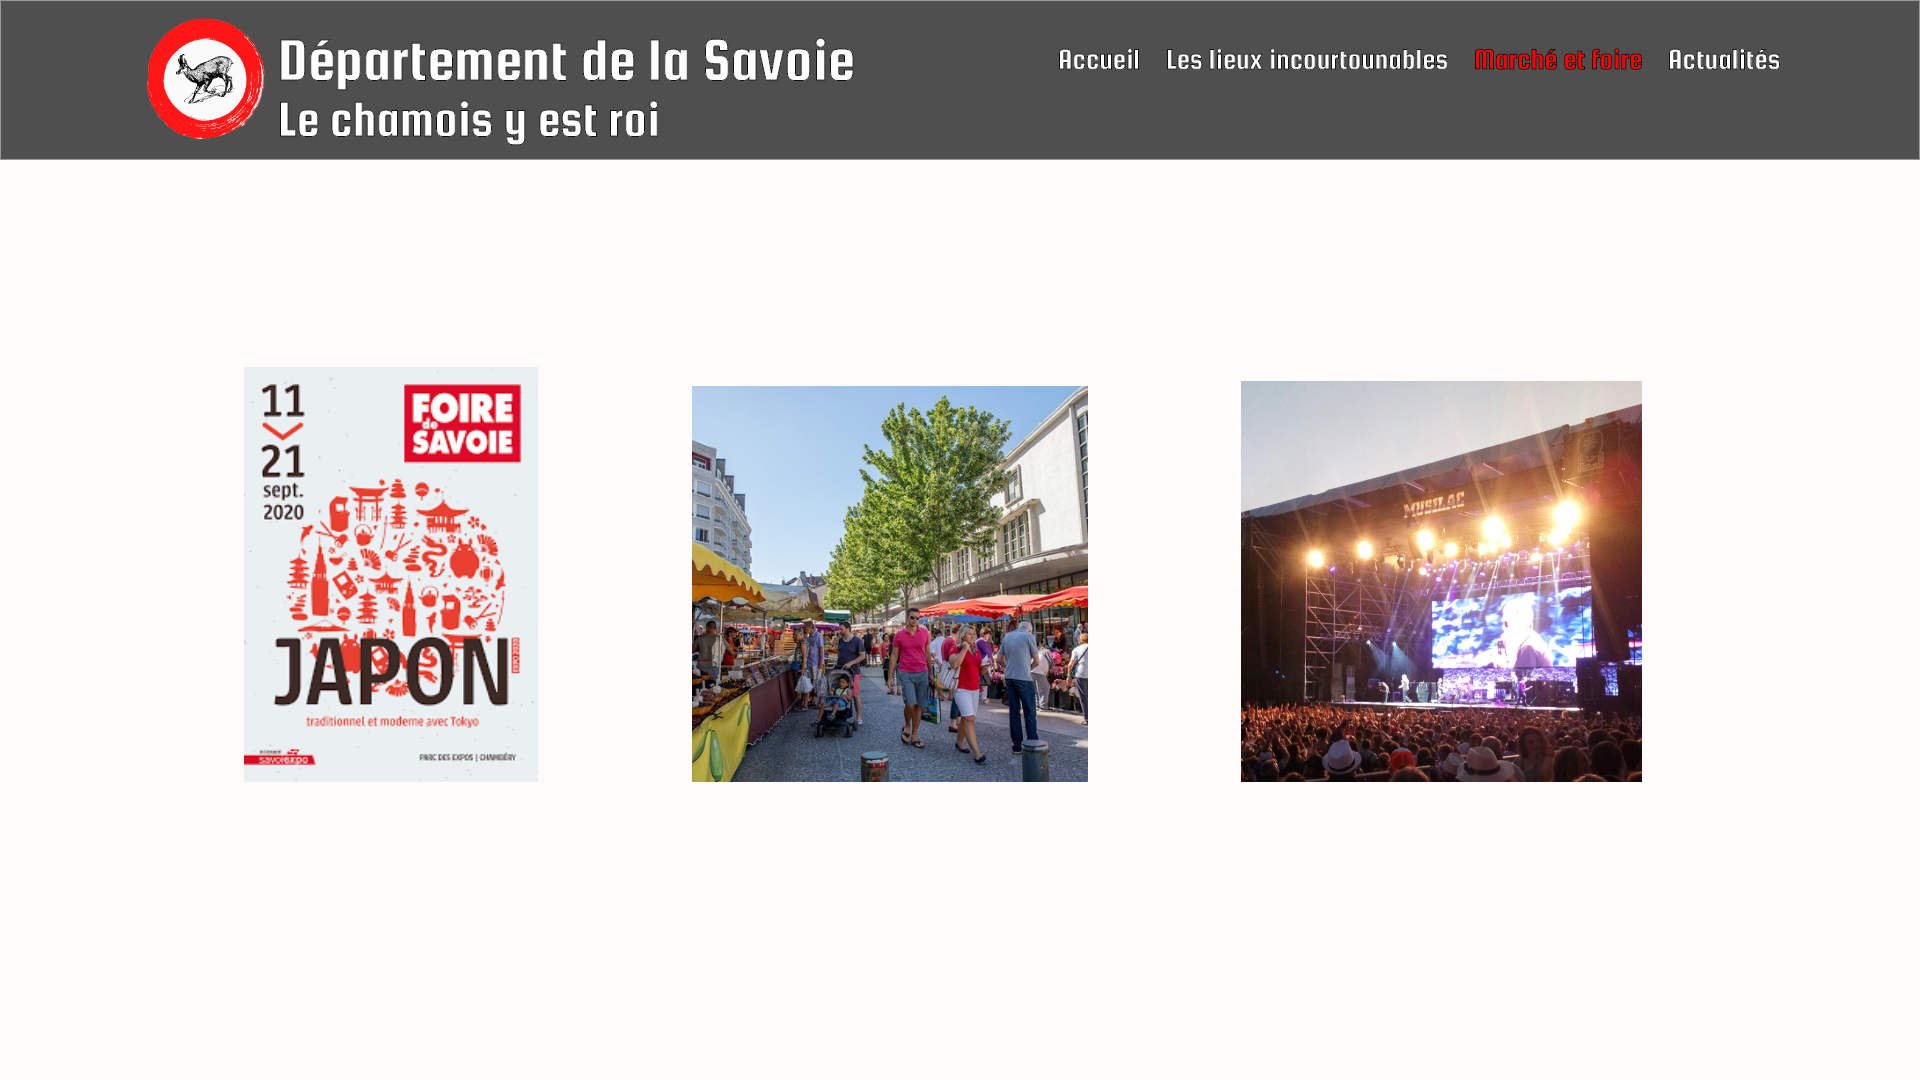 Département de la Savoie
Le chamois y est roi
Accueil Les lieux incourtounables Marché et foire Actualités
11
21
sept.
2020
FOIRE
de
SAVOIE
JAPON
traditionnel et moderne avec Tokyo
savoiexpo
PARC DES EXPOS | CHAMBÉRY
MUSILAC